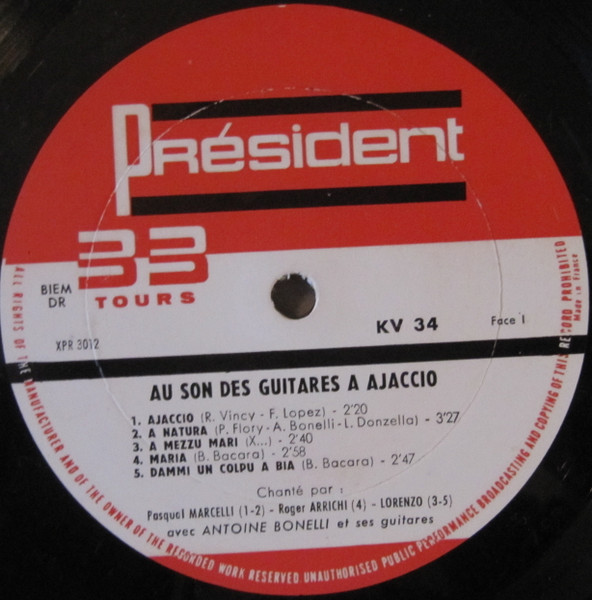 Président
33
TOURS
BIEM
DR
XPR 3012
KV 34
Face 1
AU SON DES GUITARES A AJACCIO
1. AJACCIO (R. Vincy - F. Lopez) - 2'20
2. A NATURA (P. Flory - A. Bonelli - L. Donzella) - 3'27
3. A MEZZU MARI (X...) - 2'40
4. MARIA (B. Bacara) - 2'58
5. DAMMI UN COLPU A BIA (B. Bacara) - 2'47
Chanté par :
Pasqual MARCELLI (1-2) - Roger ARRICHI (4) - LORENZO (3-5)
avec ANTOINE BONELLI et ses guitares
ALL RIGHTS OF THE MANUFACTURER AND OF THE OWNER OF THE RECORDED WORK RESERVED UNAUTHORISED PUBLIC PERFORMANCE BROADCASTING AND COPYING OF THIS RECORD PROHIBITED
Made in France